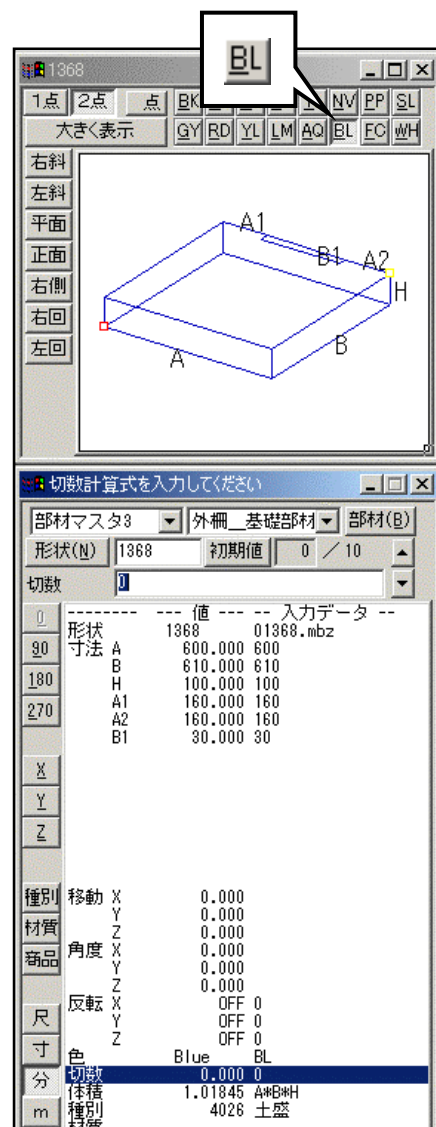 BL
1368
1点 2点 点 BK NV PP SL
大きく表示 GY RD YL LM AQ BL FC WH
右斜
左斜
平面
正面
右側
右回
左回
A1
B1 A2
H
A B
切数計算式を入力してください
部材マスタ3 外柵__基礎部材 部材(B)
形状(N) 1368 初期値 0 / 10
切数 0
0
90
180
270
X
Y
Z
種別
材質
商品
尺
寸
分
m
-------- --- 値 --- -- 入力データ --
形状 1368 01368.mbz
寸法 A 600.000 600
B 610.000 610
H 100.000 100
A1 160.000 160
A2 160.000 160
B1 30.000 30
移動 X 0.000
Y 0.000
Z 0.000
角度 X 0.000
Y 0.000
Z 0.000
反転 X OFF 0
Y OFF 0
Z OFF 0
色 Blue BL
切数 0.000 0
体積 1.01845 A*B*H
種別 4026 土盛